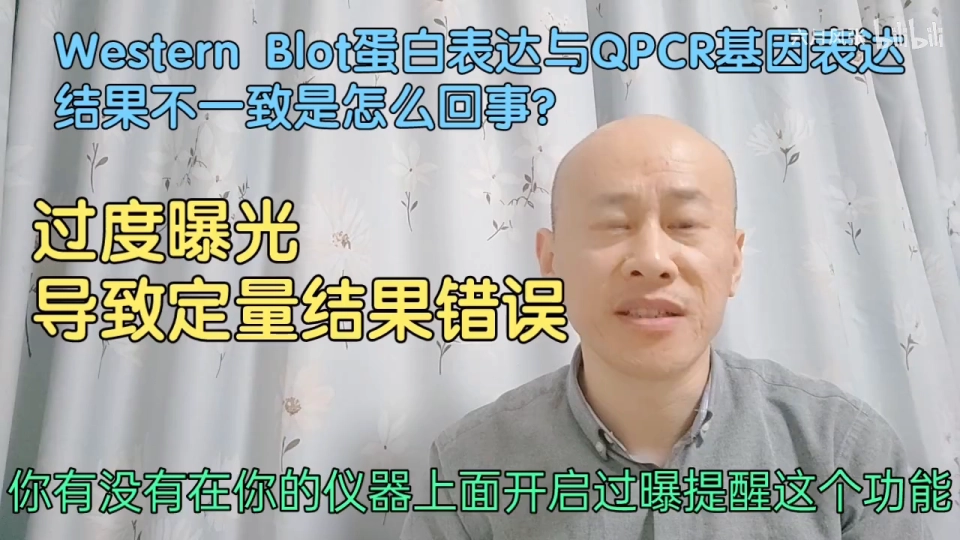 bilibili
Western Blot蛋白表达与QPCR基因表达
结果不一致是怎么回事?
过度曝光
导致定量结果错误
你有没有在你的仪器上面开启过曝提醒这个功能